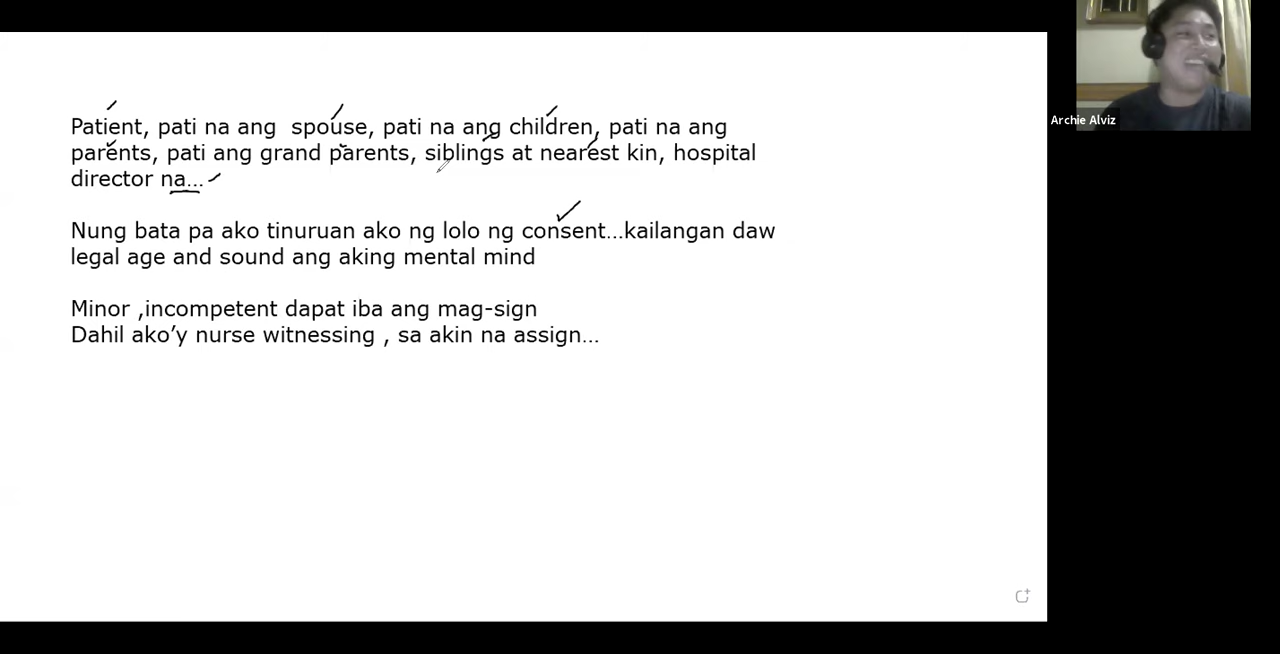 Patient, pati na ang  spouse, pati na ang children, pati na ang
parents, pati ang grand parents, siblings at nearest kin, hospital
director na...
Nung bata pa ako tinuruan ako ng lolo ng consent...kailangan daw
legal age and sound ang aking mental mind
Minor ,incompetent dapat iba ang mag-sign
Dahil ako’y nurse witnessing , sa akin na assign...
Archie Alviz